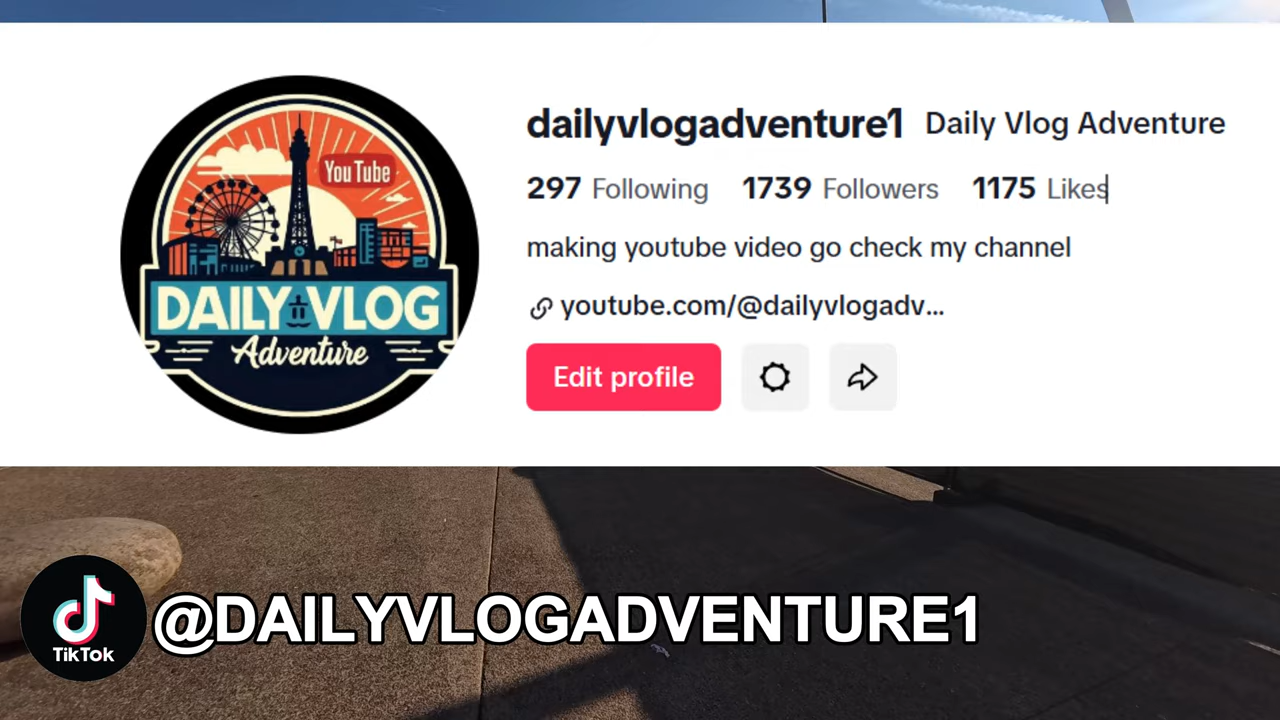 dailyvlogadventure1 Daily Vlog Adventure
297 Following 1739 Followers 1175 Likes
making youtube video go check my channel
youtube.com/@dailyvlogadv...
Edit profile
YouTube
DAILY VLOG
Adventure
TikTok
@DAILYVLOGADVENTURE1